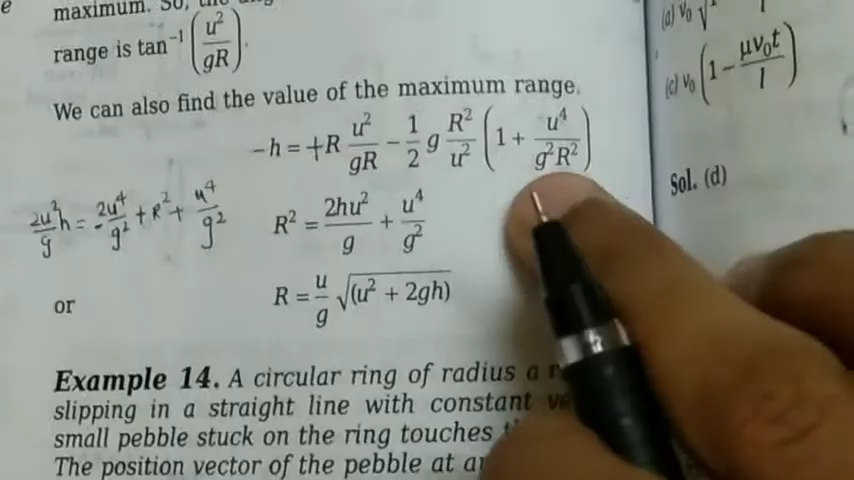 e
maximum. So, the
range is tan⁻¹ (u²/gR).
We can also find the value of the maximum range.
-h = +R u²/gR - 1/2 g R²/u² (1 + u⁴/g²R²)
2u²/g h = -2u⁴/g² + R² + u⁴/g²
R² = 2hu²/g + u⁴/g²
or R = u/g √(u² + 2gh)
Example 14. A circular ring of radius a
slipping in a straight line with constant
small pebble stuck on the ring touches
The position vector of the pebble at
(a) v₀
(c) v₀ (1 - μv₀t/l)
Sol. (d)